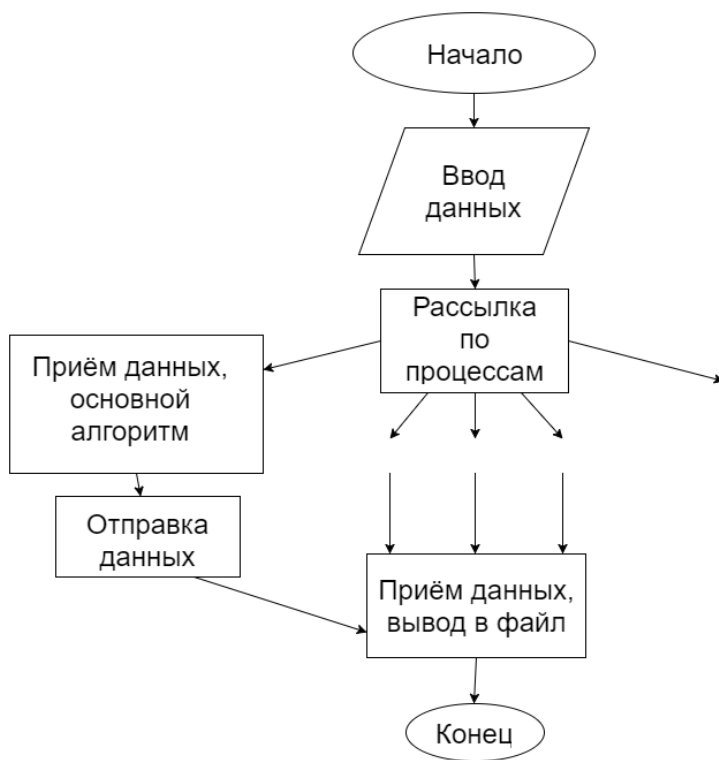 Начало
Ввод
данных
Рассылка
по
процессам
Приём данных,
основной
алгоритм
Отправка
данных
Приём данных,
вывод в файл
Конец